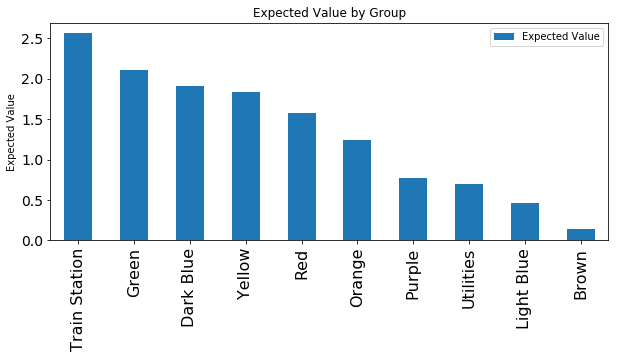 Expected Value by Group
Expected Value
2.5
2.0
1.5
1.0
0.5
0.0
Expected Value
Train Station
Green
Dark Blue
Yellow
Red
Orange
Purple
Utilities
Light Blue
Brown